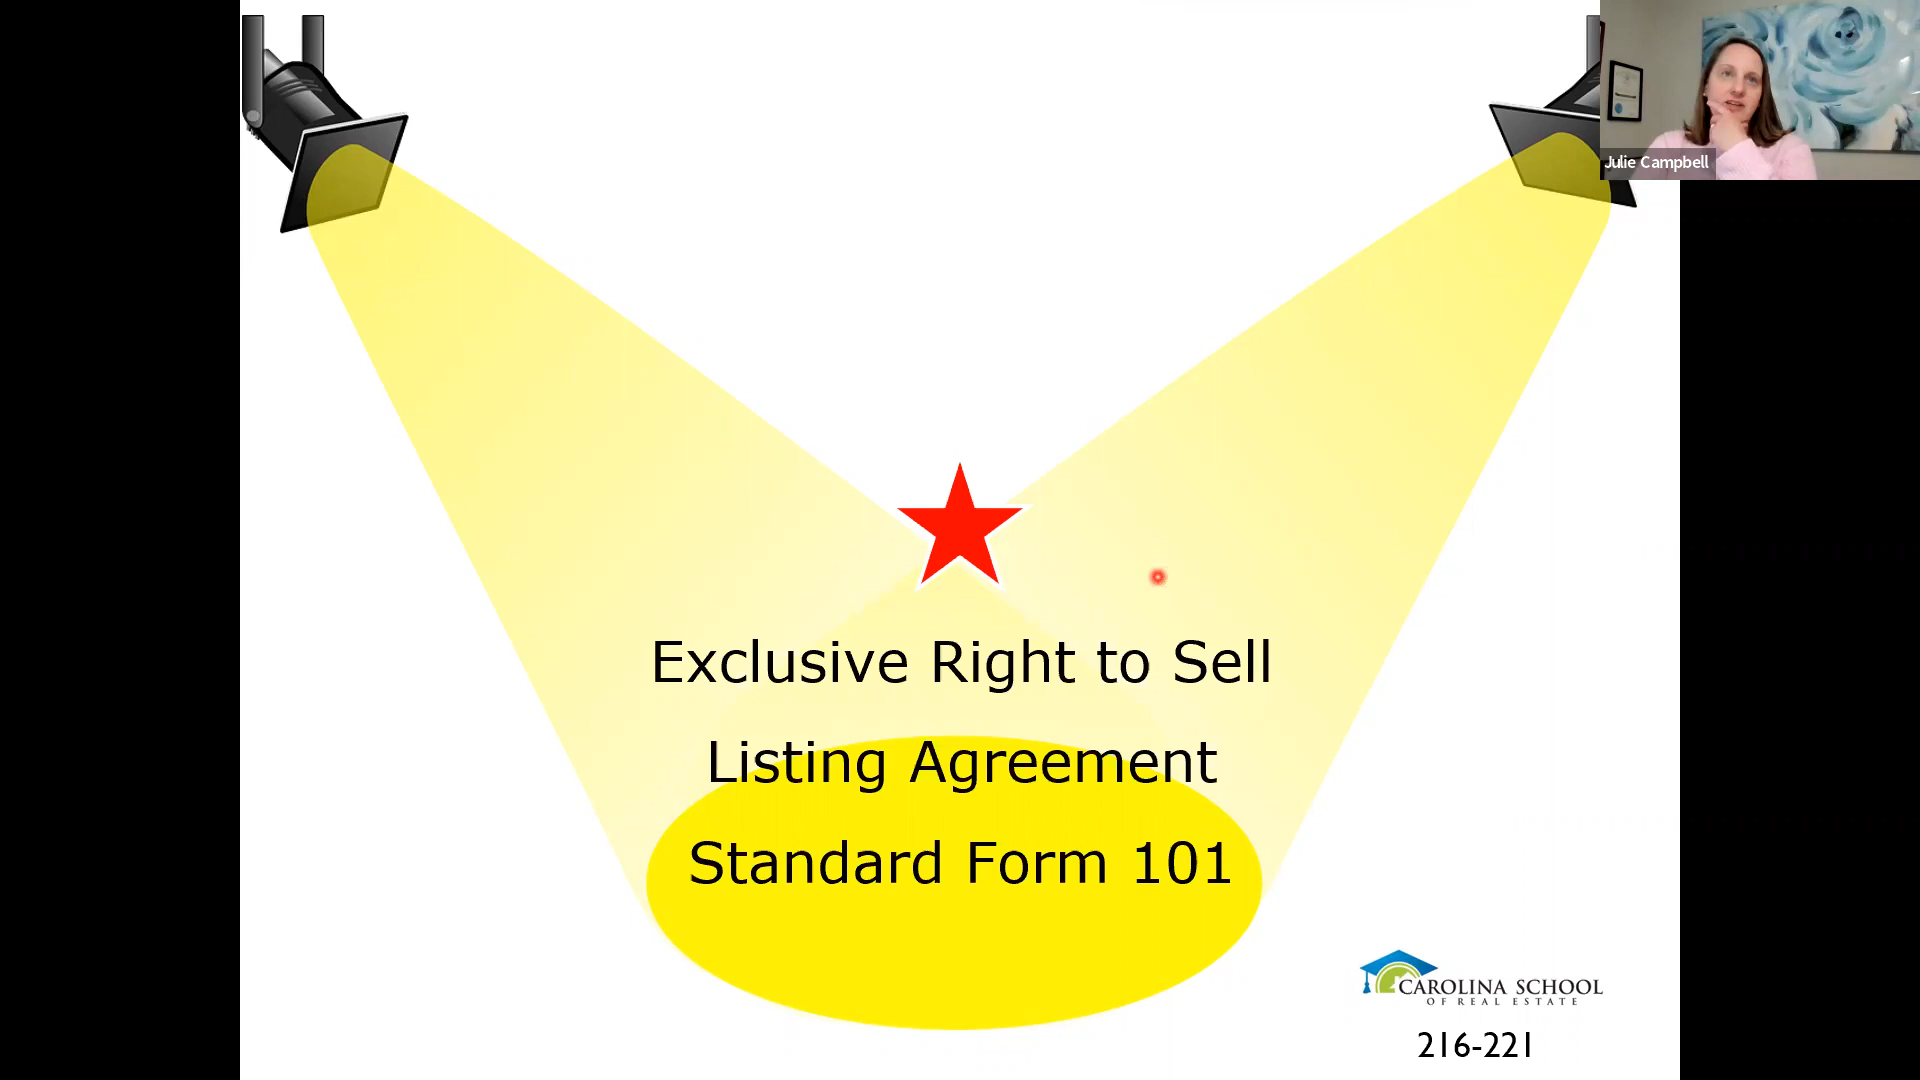 Julie Campbell
Exclusive Right to Sell
Listing Agreement
Standard Form 101
CAROLINA SCHOOL
OF REAL ESTATE
216-221